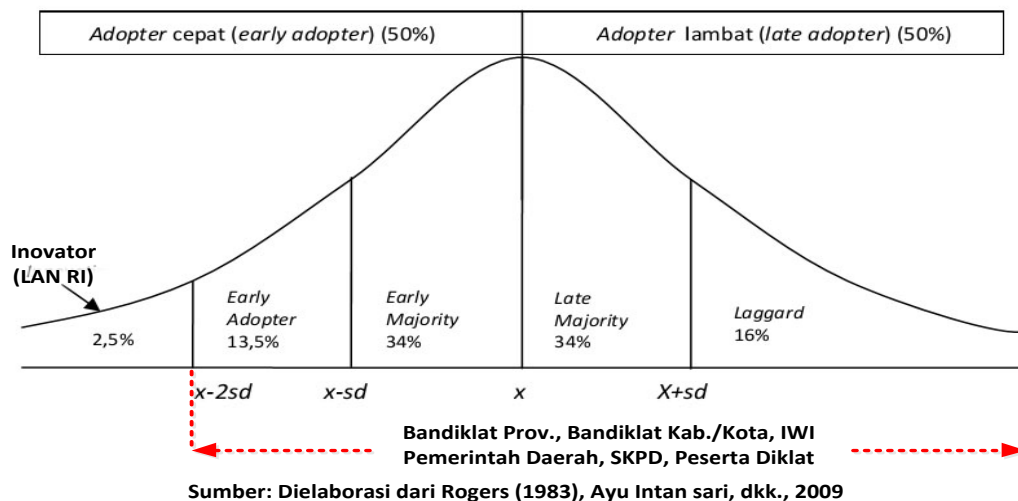 Adopter cepat (early adopter) (50%)
Adopter lambat (late adopter) (50%)
Inovator
(LAN RI)
2,5%
Early
Adopter
13,5%
Early
Majority
34%
Late
Majority
34%
Laggard
16%
x-2sd
x-sd
x
X+sd
Bandiklat Prov., Bandiklat Kab./Kota, IWI
Pemerintah Daerah, SKPD, Peserta Diklat
Sumber: Dielaborasi dari Rogers (1983), Ayu Intan sari, dkk., 2009